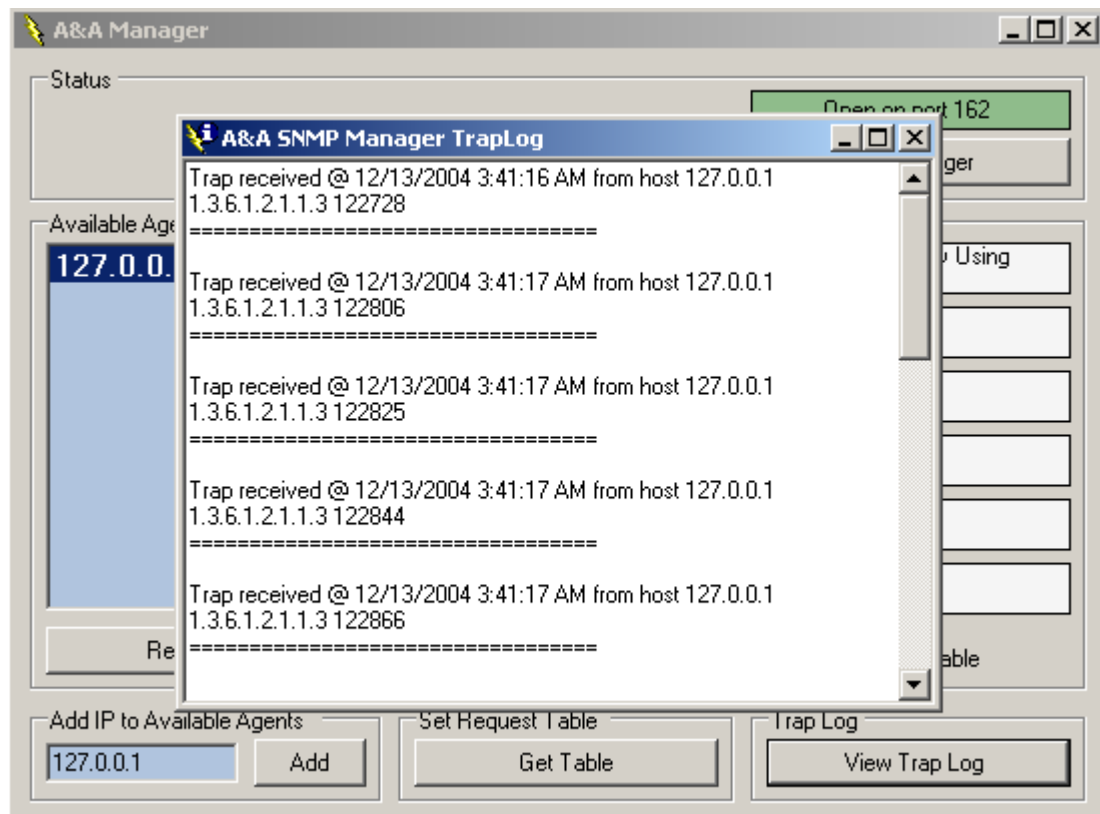 A&A Manager
Status
Open on port 162
A&A SNMP Manager TrapLog
Trap received @ 12/13/2004 3:41:16 AM from host 127.0.0.1
1.3.6.1.2.1.1.3 122728
==================================
Trap received @ 12/13/2004 3:41:17 AM from host 127.0.0.1
1.3.6.1.2.1.1.3 122806
==================================
Trap received @ 12/13/2004 3:41:17 AM from host 127.0.0.1
1.3.6.1.2.1.1.3 122825
==================================
Trap received @ 12/13/2004 3:41:17 AM from host 127.0.0.1
1.3.6.1.2.1.1.3 122844
==================================
Trap received @ 12/13/2004 3:41:17 AM from host 127.0.0.1
1.3.6.1.2.1.1.3 122866
==================================
Available
127.0.0.
Using
Add IP to Available Agents
127.0.0.1
Add
Set Request Table
Get Table
Trap Log
View Trap Log